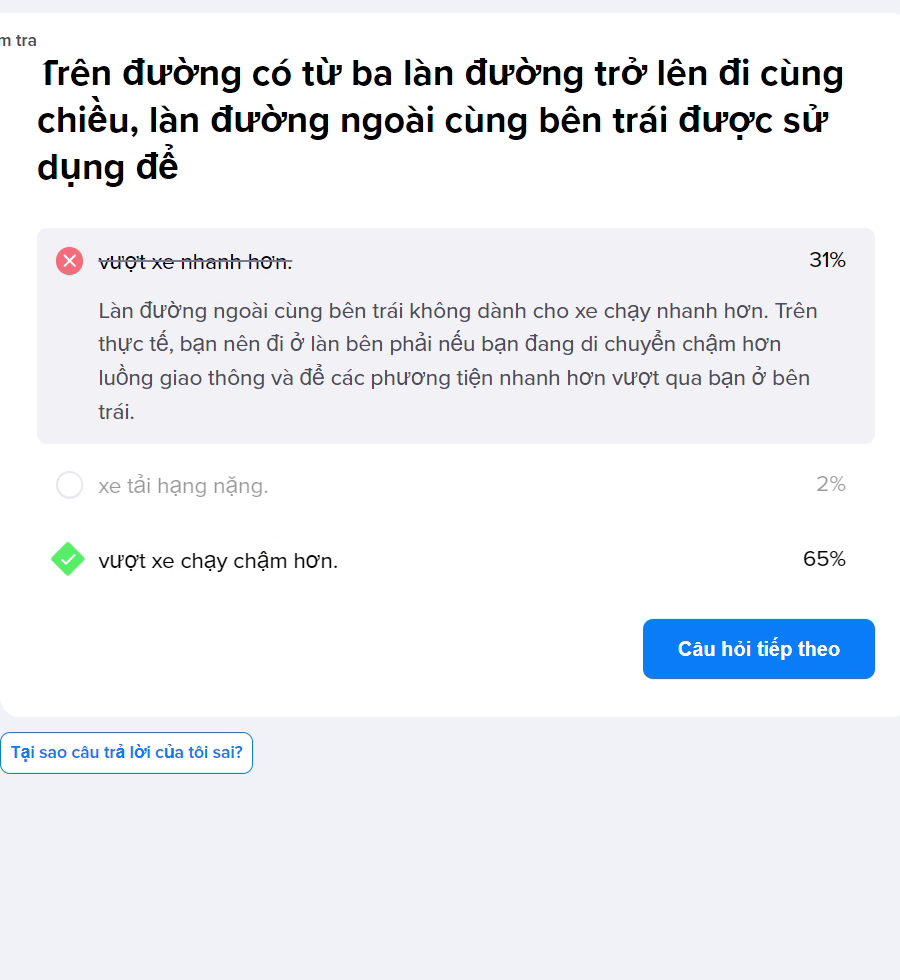 m tra
Trên đường có từ ba làn đường trở lên đi cùng
chiều, làn đường ngoài cùng bên trái được sử
dụng để
vượt xe nhanh hơn.
31%
Làn đường ngoài cùng bên trái không dành cho xe chạy nhanh hơn. Trên
thực tế, bạn nên đi ở làn bên phải nếu bạn đang di chuyển chậm hơn
luồng giao thông và để các phương tiện nhanh hơn vượt qua bạn ở bên
trái.
xe tải hạng nặng.
2%
vượt xe chạy chậm hơn.
65%
Câu hỏi tiếp theo
Tại sao câu trả lời của tôi sai?